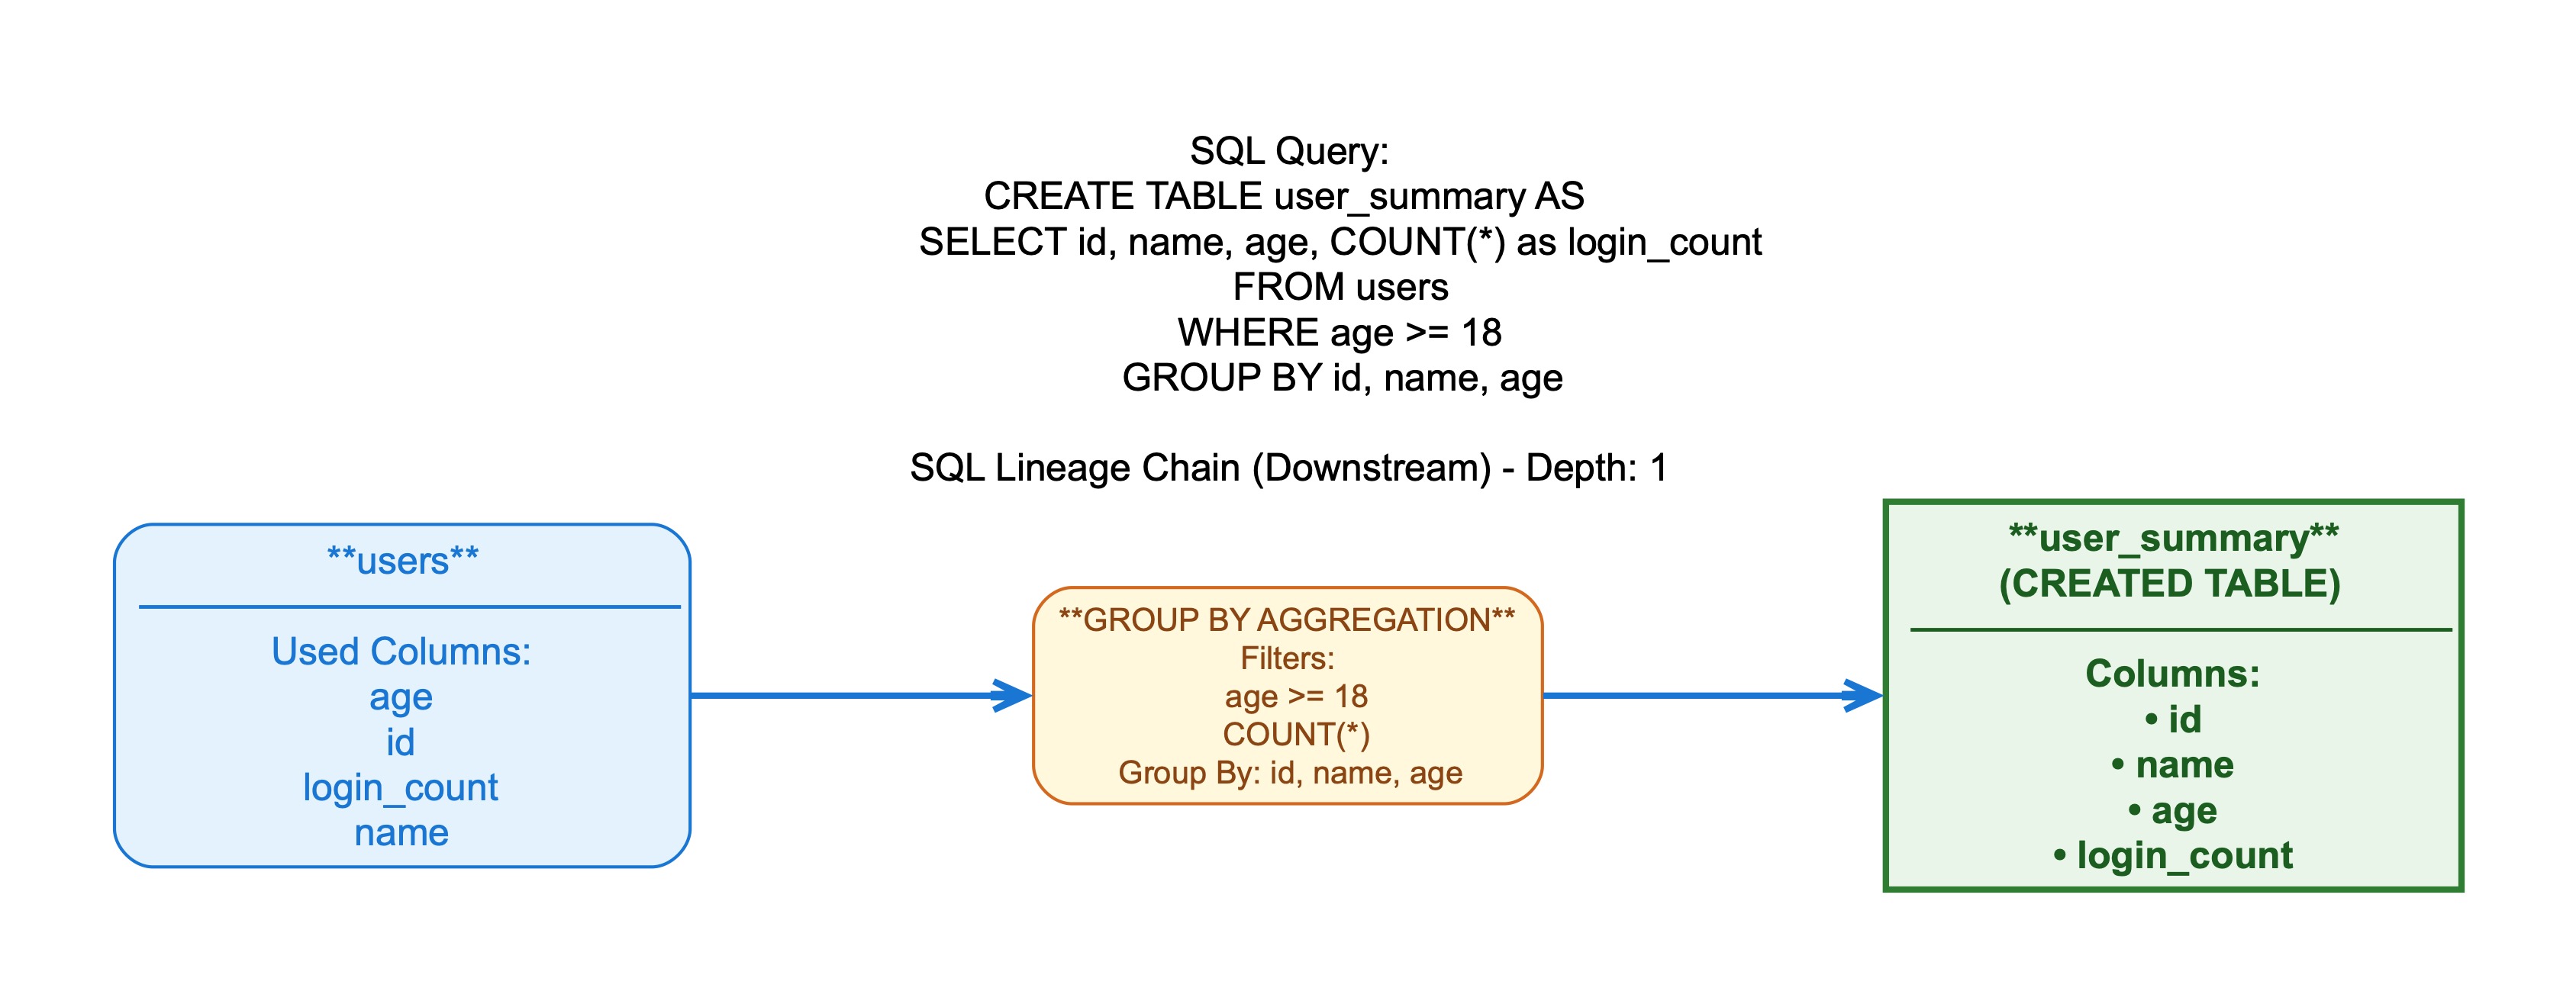 SQL Query:
CREATE TABLE user_summary AS
SELECT id, name, age, COUNT(*) as login_count
FROM users
WHERE age >= 18
GROUP BY id, name, age
SQL Lineage Chain (Downstream) - Depth: 1
**users**
Used Columns:
age
id
login_count
name
**GROUP BY AGGREGATION**
Filters:
age >= 18
COUNT(*)
Group By: id, name, age
**user_summary**
(CREATED TABLE)
Columns:
• id
• name
• age
• login_count